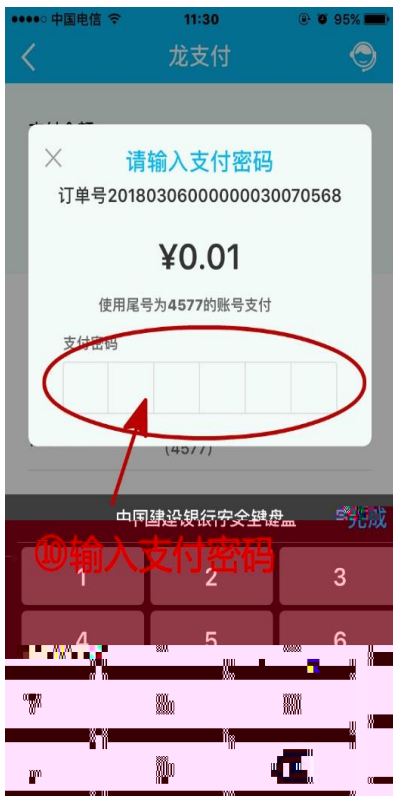 中国电信 11:30 95%
龙支付
请输入支付密码
订单号20180306000000030070568
¥0.01
使用尾号为4577的账号支付
支付密码
(4577)
中国建设银行安全键盘 完成
⑩输入支付密码
1 2 3
4 5 6